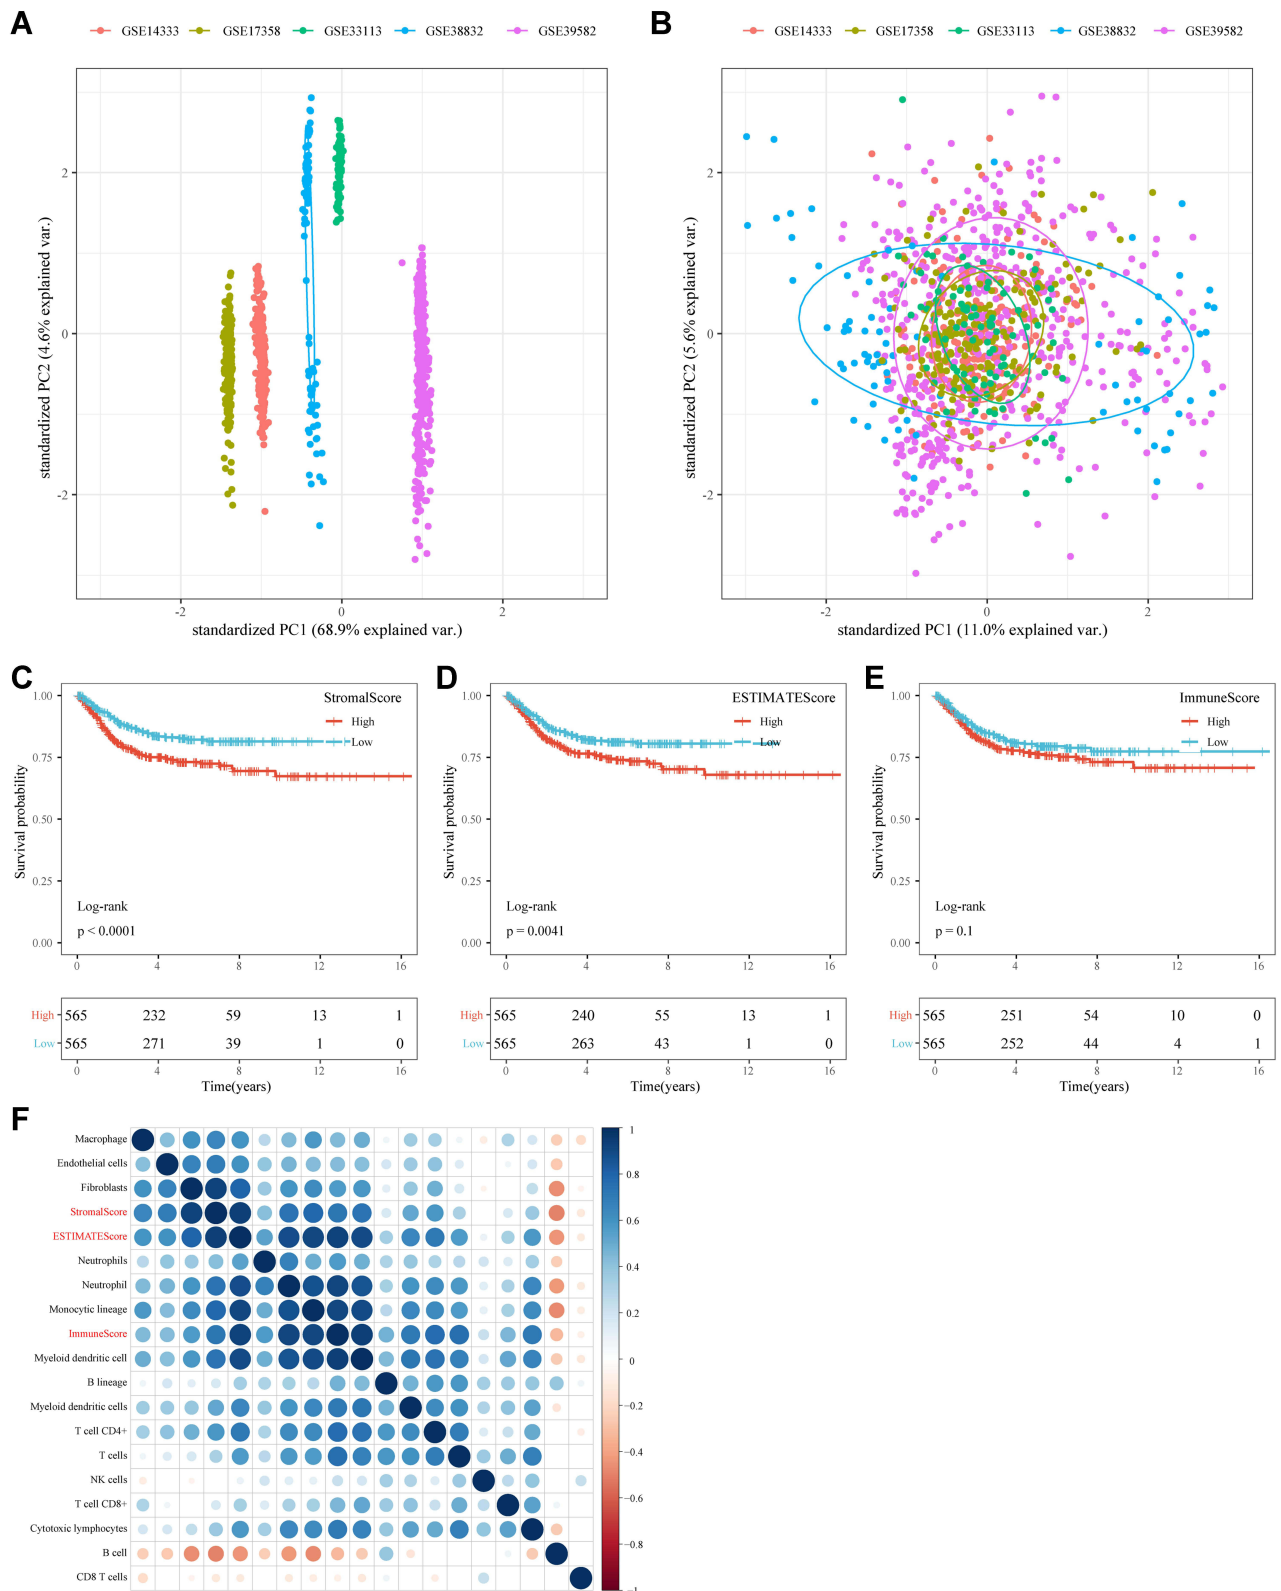 A
GSE14333 GSE17358 GSE33113 GSE38832 GSE39582
standardized PC2 (4.6% explained var.)
2
0
-2
-2 0 2
standardized PC1 (68.9% explained var.)
B
GSE14333 GSE17358 GSE33113 GSE38832 GSE39582
standardized PC2 (5.6% explained var.)
2
0
-2
-2 0 2
standardized PC1 (11.0% explained var.)
C
StromalScore
High
Low
Survival probability
1.00
0.75
0.50
0.25
0.00
Log-rank
p < 0.0001
0 4 8 12 16
High 565 232 59 13 1
Low 565 271 39 1 0
0 4 8 12 16
Time(years)
D
ESTIMATEScore
High
Low
Survival probability
1.00
0.75
0.50
0.25
0.00
Log-rank
p = 0.0041
0 4 8 12 16
High 565 240 55 13 1
Low 565 263 43 1 0
0 4 8 12 16
Time(years)
E
ImmuneScore
High
Low
Survival probability
1.00
0.75
0.50
0.25
0.00
Log-rank
p = 0.1
0 4 8 12 16
High 565 251 54 10 0
Low 565 252 44 4 1
0 4 8 12 16
Time(years)
F
Macrophage
Endothelial cells
Fibroblasts
StromalScore
ESTIMATEScore
Neutrophils
Neutrophil
Monocytic lineage
ImmuneScore
Myeloid dendritic cell
B lineage
Myeloid dendritic cells
T cell CD4+
T cells
NK cells
T cell CD8+
Cytotoxic lymphocytes
B cell
CD8 T cells
1
0.8
0.6
0.4
0.2
0
−0.2
−0.4
−0.6
−0.8
−1